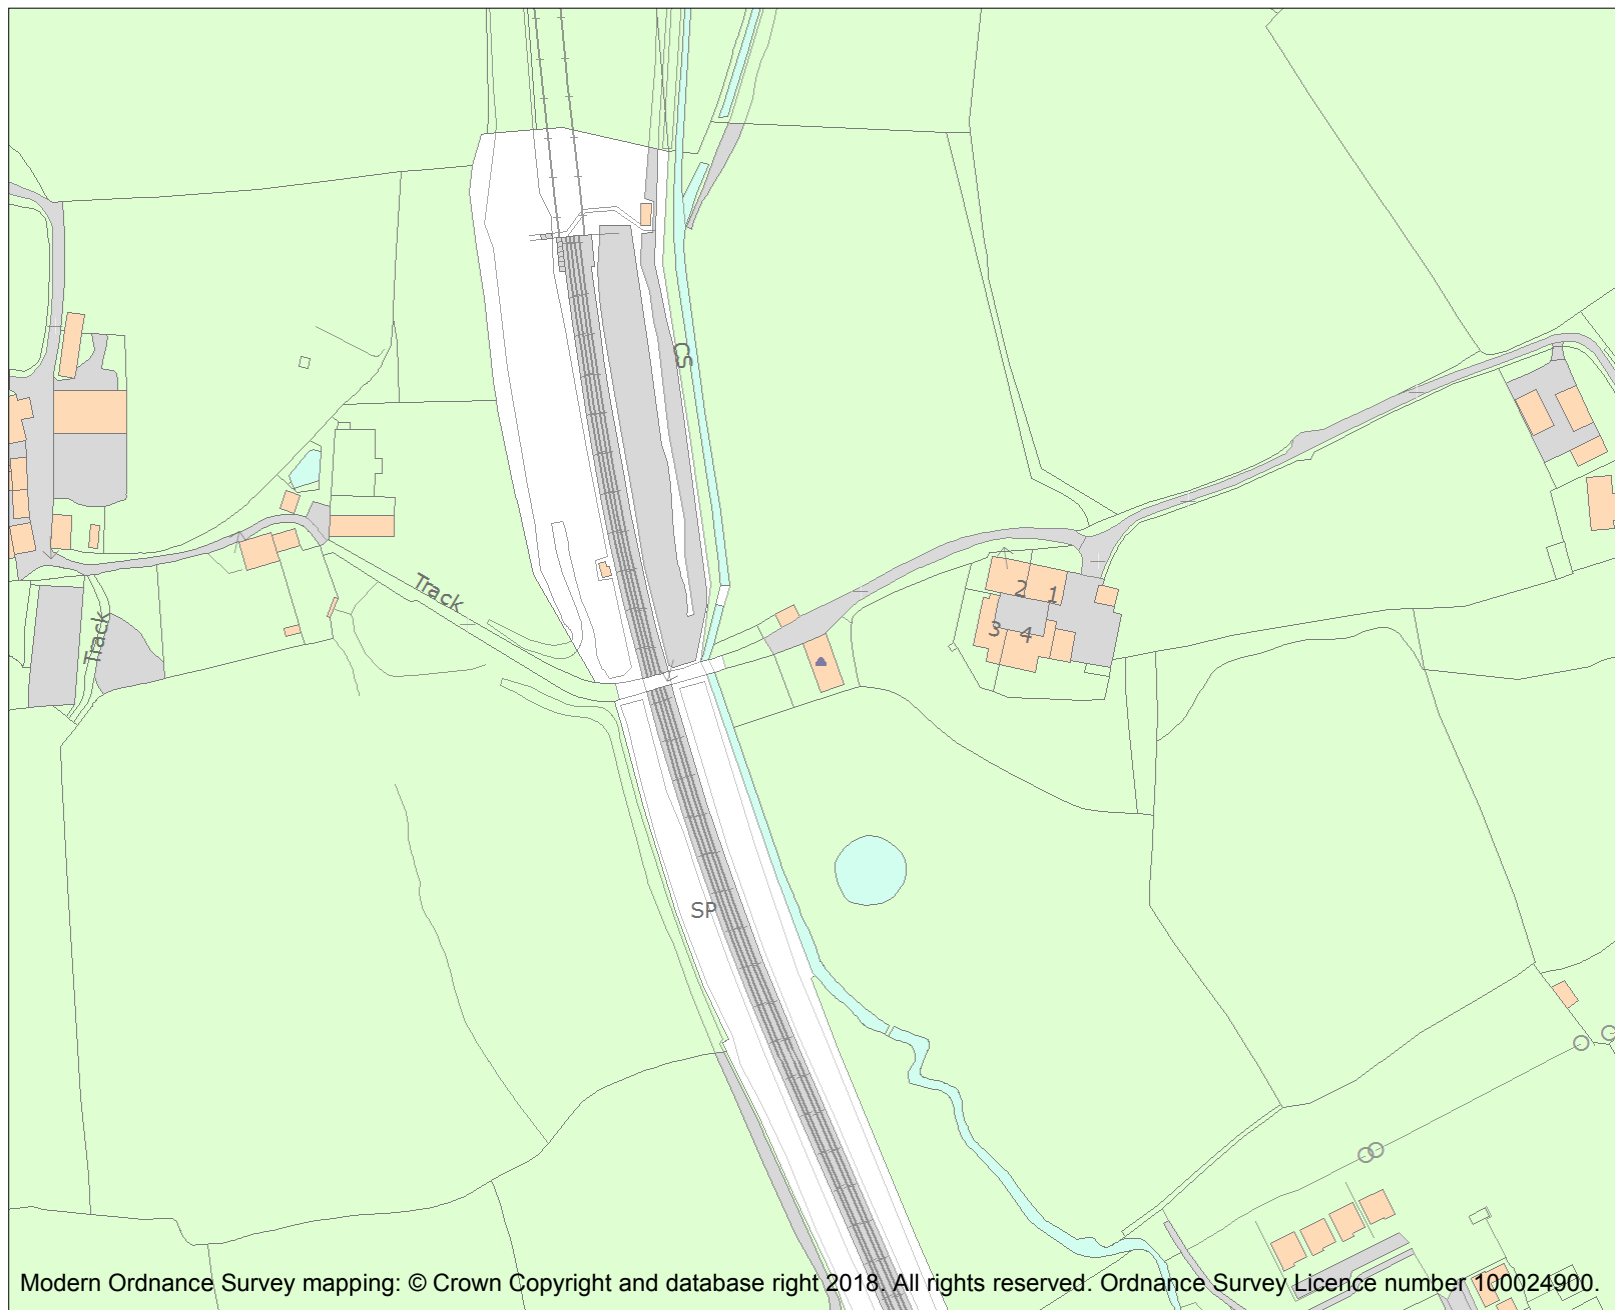 CS
Track
2
1
3
4
Track
SP
Modern Ordnance Survey mapping: © Crown Copyright and database right 2018. All rights reserved. Ordnance Survey Licence number 100024900.